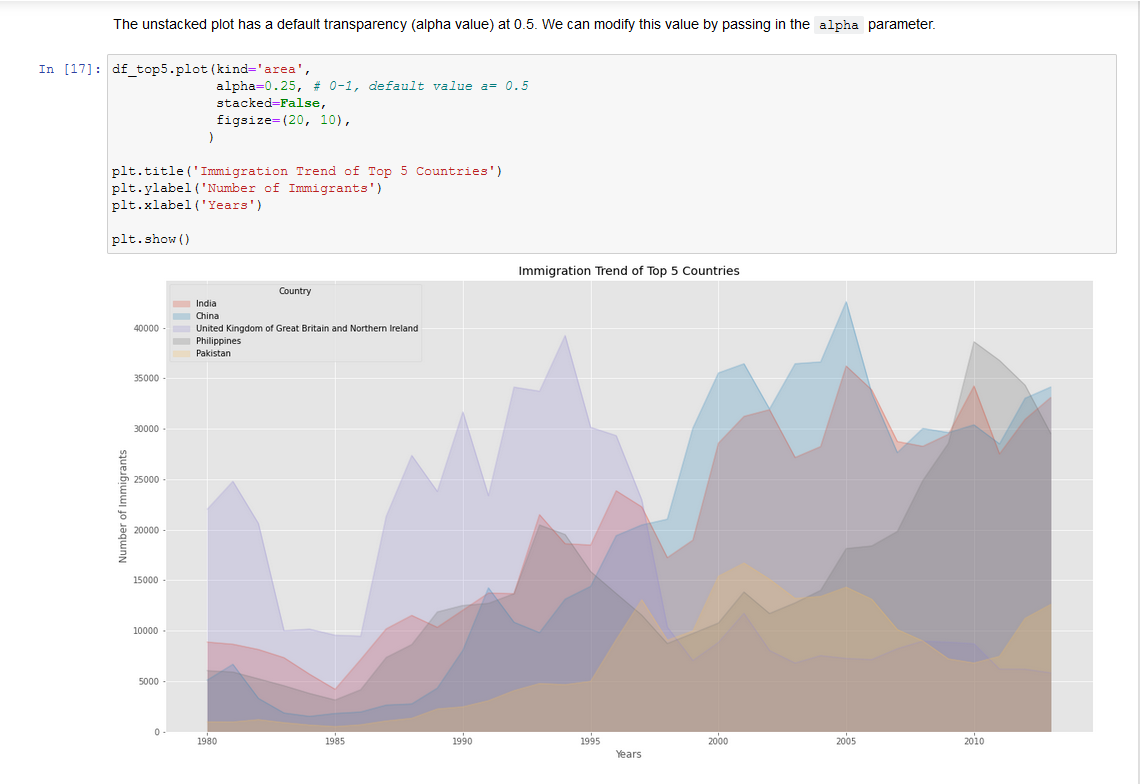 The unstacked plot has a default transparency (alpha value) at 0.5. We can modify this value by passing in the alpha parameter.
In [17]: df_top5.plot(kind='area',
alpha=0.25, # 0-1, default value a= 0.5
stacked=False,
figsize=(20, 10),
)
plt.title('Immigration Trend of Top 5 Countries')
plt.ylabel('Number of Immigrants')
plt.xlabel('Years')
plt.show()
Immigration Trend of Top 5 Countries
Country
India
China
United Kingdom of Great Britain and Northern Ireland
Philippines
Pakistan
Number of Immigrants
40000
35000
30000
25000
20000
15000
10000
5000
0
1980 1985 1990 1995 2000 2005 2010
Years